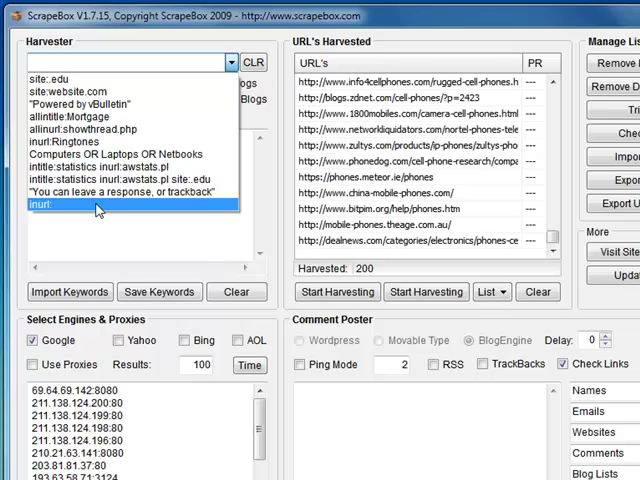 ScrapeBox V1.7.15, Copyright ScrapeBox 2009 - http://www.scrapebox.com
Harvester
CLR
site:.edu
site:website.com
"Powered by vBulletin"
allintitle:Mortgage
allinurl:showthread.php
inurl:Ringtones
Computers OR Laptops OR Netbooks
intitle:statistics inurl:awstats.pl
intitle:statistics inurl:awstats.pl site:.edu
"You can leave a response, or trackback"
inurl:
ogs
Blogs
Import Keywords
Save Keywords
Clear
URL's Harvested
URL's
PR
http://www.info4cellphones.com/rugged-cell-phones.h ---
http://blogs.zdnet.com/cell-phones/?p=2423 ---
http://www.1800mobiles.com/camera-cell-phones.html ---
http://www.networkliquidators.com/nortel-phones-tele ---
http://www.zultys.com/products/ip-phones/zultys-pho ---
http://www.phonedog.com/cell-phone-research/compa ---
https://phones.meteor.ie/phones ---
http://www.china-mobile-phones.com/ ---
http://www.bitpim.org/help/phones.htm ---
http://mobile-phones.theage.com.au/ ---
http://dealnews.com/categories/electronics/phones-ce ---
Harvested: 200
Start Harvesting
Start Harvesting
List
Clear
Manage Lis
Remove
Remove D
Tri
Che
Impo
Expo
Export U
More
Visit Site
Updat
Select Engines & Proxies
Google
Yahoo
Bing
AOL
Use Proxies
Results:
100
Time
69.64.69.142:8080
211.138.124.200:80
211.138.124.199:80
211.138.124.198:80
211.138.124.196:80
210.21.63.141:8080
203.81.81.37:80
193.63.58.71:3124
Comment Poster
Wordpress
Movable Type
BlogEngine
Delay:
0
Ping Mode
2
RSS
TrackBacks
Check Links
Names
Emails
Websites
Comments
Blog Lists